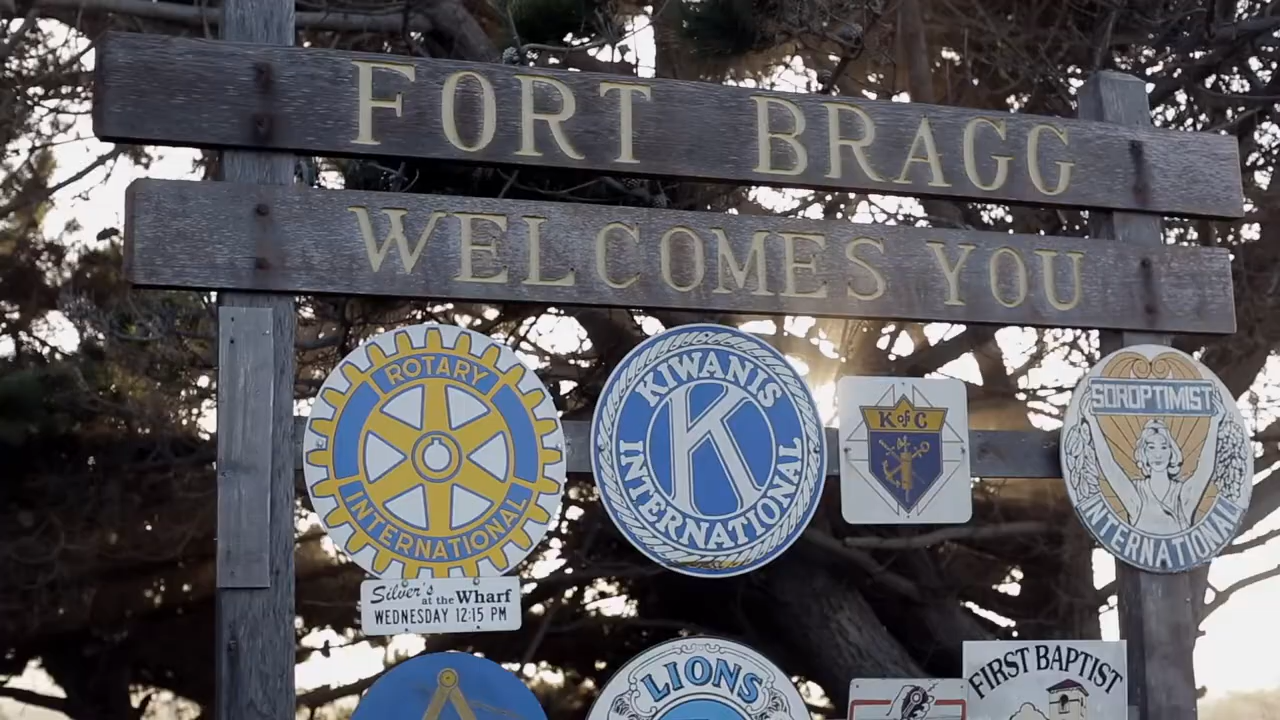 FORT BRAGG
WELCOMES YOU
ROTARY
INTERNATIONAL
KIWANIS
K
INTERNATIONAL
K of C
SOROPTIMIST
INTERNATIONAL
Silver's at the Wharf
WEDNESDAY 12:15 PM
LIONS
FIRST BAPTIST